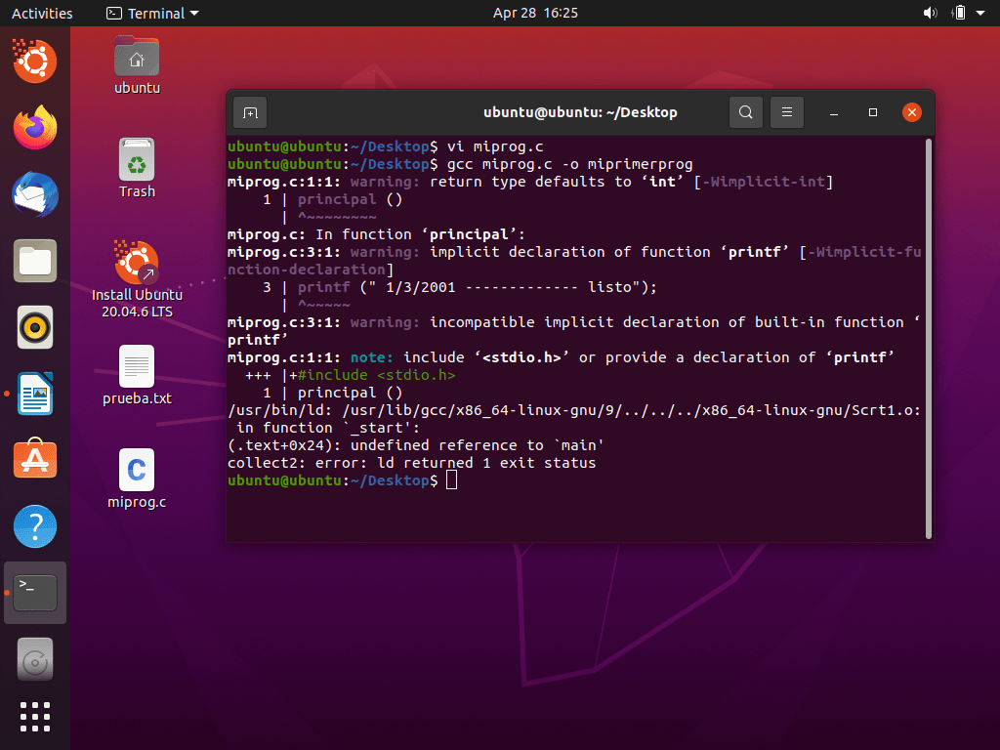 Activities
Terminal
Apr 28 16:25
ubuntu
Trash
Install Ubuntu
20.04.6 LTS
prueba.txt
miprog.c
ubuntu@ubuntu: ~/Desktop
ubuntu@ubuntu:~/Desktop$ vi miprog.c
ubuntu@ubuntu:~/Desktop$ gcc miprog.c -o miprimerprog
miprog.c:1:1: warning: return type defaults to ‘int’ [-Wimplicit-int]
    1 | principal ()
      | ^~~~~~~~~
miprog.c: In function ‘principal’:
miprog.c:3:1: warning: implicit declaration of function ‘printf’ [-Wimplicit-fu
nction-declaration]
    3 | printf (" 1/3/2001 ------------- listo");
      | ^~~~~~
miprog.c:3:1: warning: incompatible implicit declaration of built-in function ‘
printf’
miprog.c:1:1: note: include ‘<stdio.h>’ or provide a declaration of ‘printf’
  +++ |+#include <stdio.h>
    1 | principal ()
/usr/bin/ld: /usr/lib/gcc/x86_64-linux-gnu/9/../../../x86_64-linux-gnu/Scrt1.o:
 in function `_start':
(.text+0x24): undefined reference to `main'
collect2: error: ld returned 1 exit status
ubuntu@ubuntu:~/Desktop$